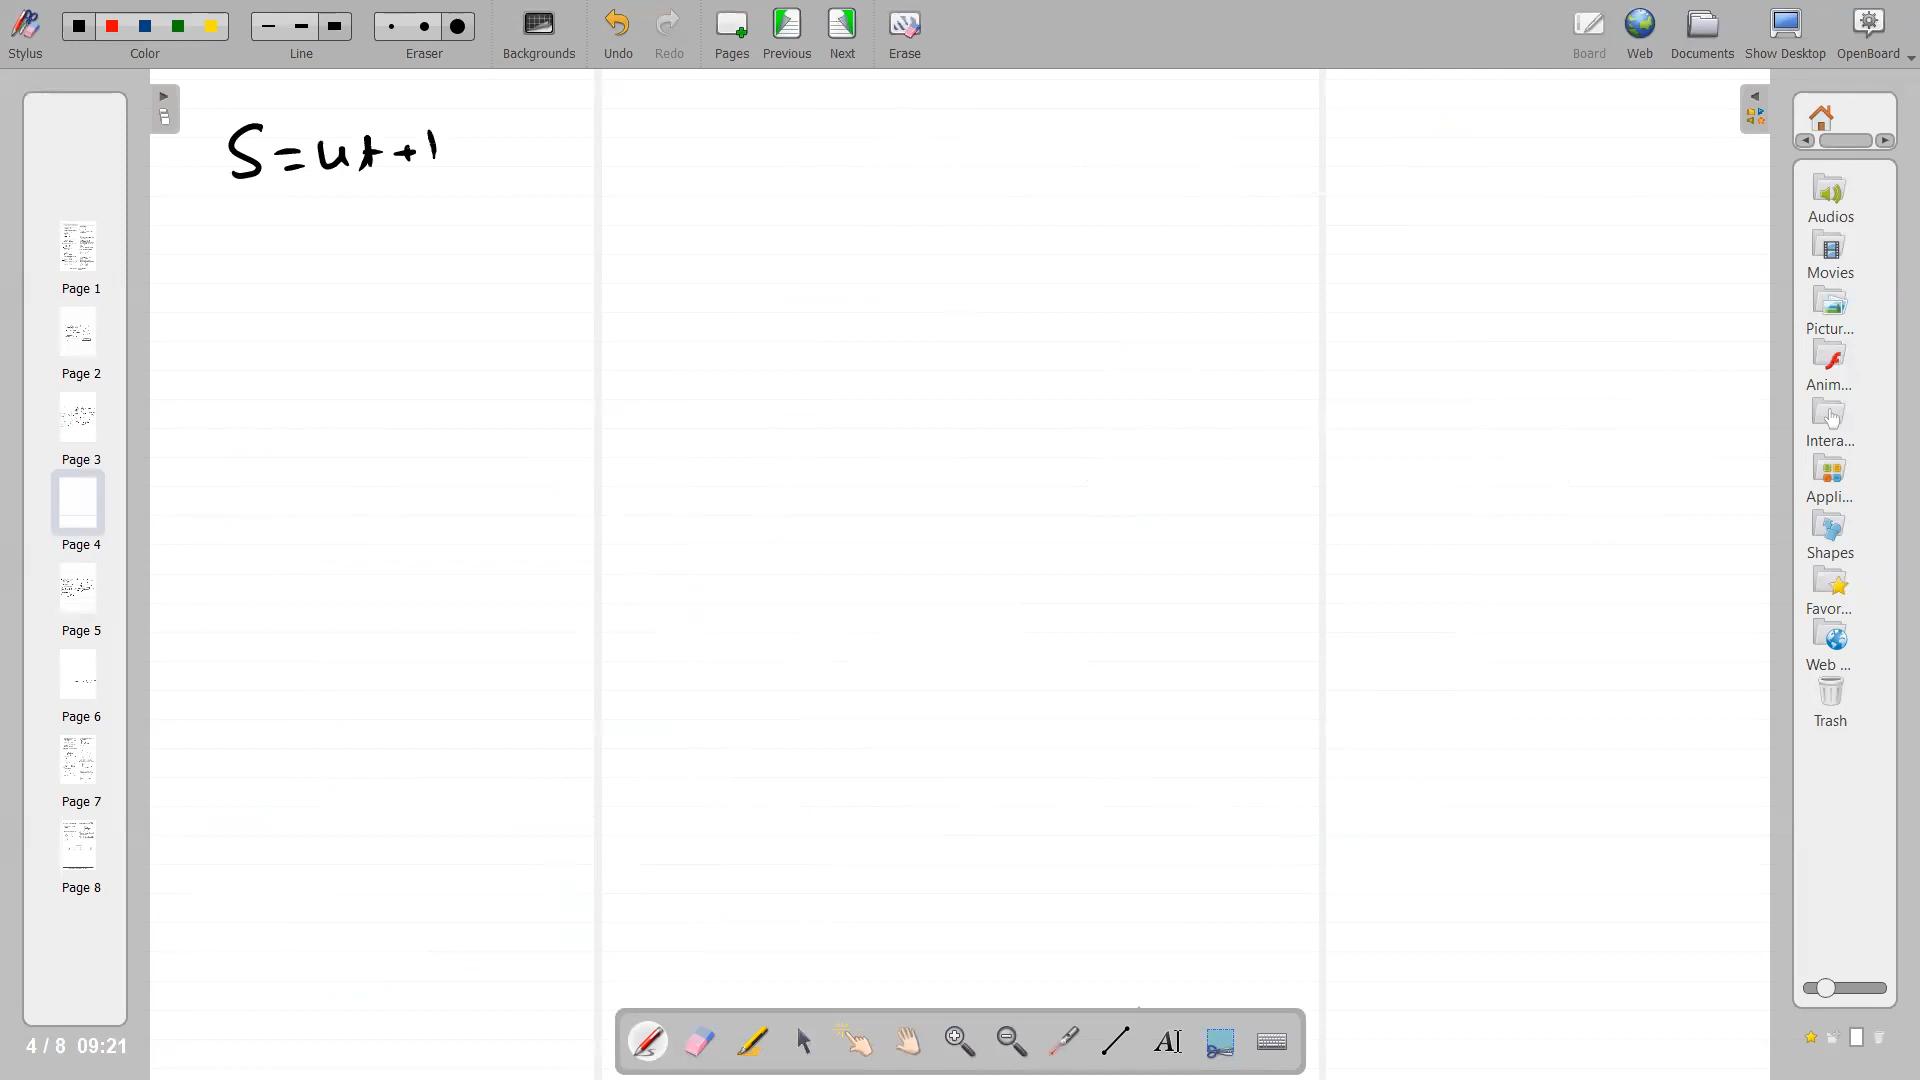 Stylus
Color
Line
Eraser
Backgrounds
Undo
Redo
Pages
Previous
Next
Erase
Board
Web
Documents
Show Desktop
OpenBoard
S=ut+1
Page 1
Page 2
Page 3
Page 4
Page 5
Page 6
Page 7
Page 8
4 / 8 09:21
Audios
Movies
Pictur...
Anim...
Intera...
Appli...
Shapes
Favor...
Web ...
Trash